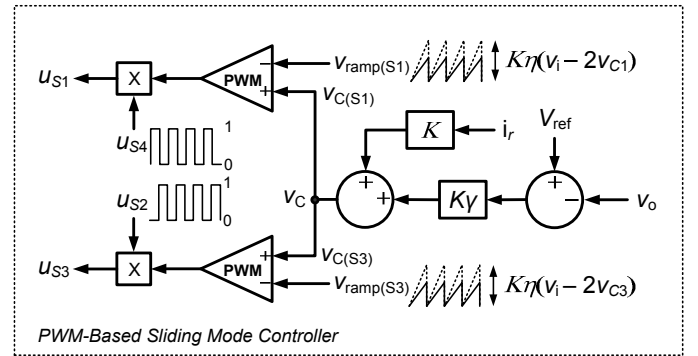 PWM
−
+
v_ramp(S1)
Kη(v_i − 2v_C1)
u_S1
X
v_C(S1)
u_S4
1
0
K
i_r
V_ref
u_S2
1
0
v_C
+
+
Kγ
+
−
v_o
u_S3
X
PWM
+
−
v_C(S3)
v_ramp(S3)
Kη(v_i − 2v_C3)
PWM-Based Sliding Mode Controller